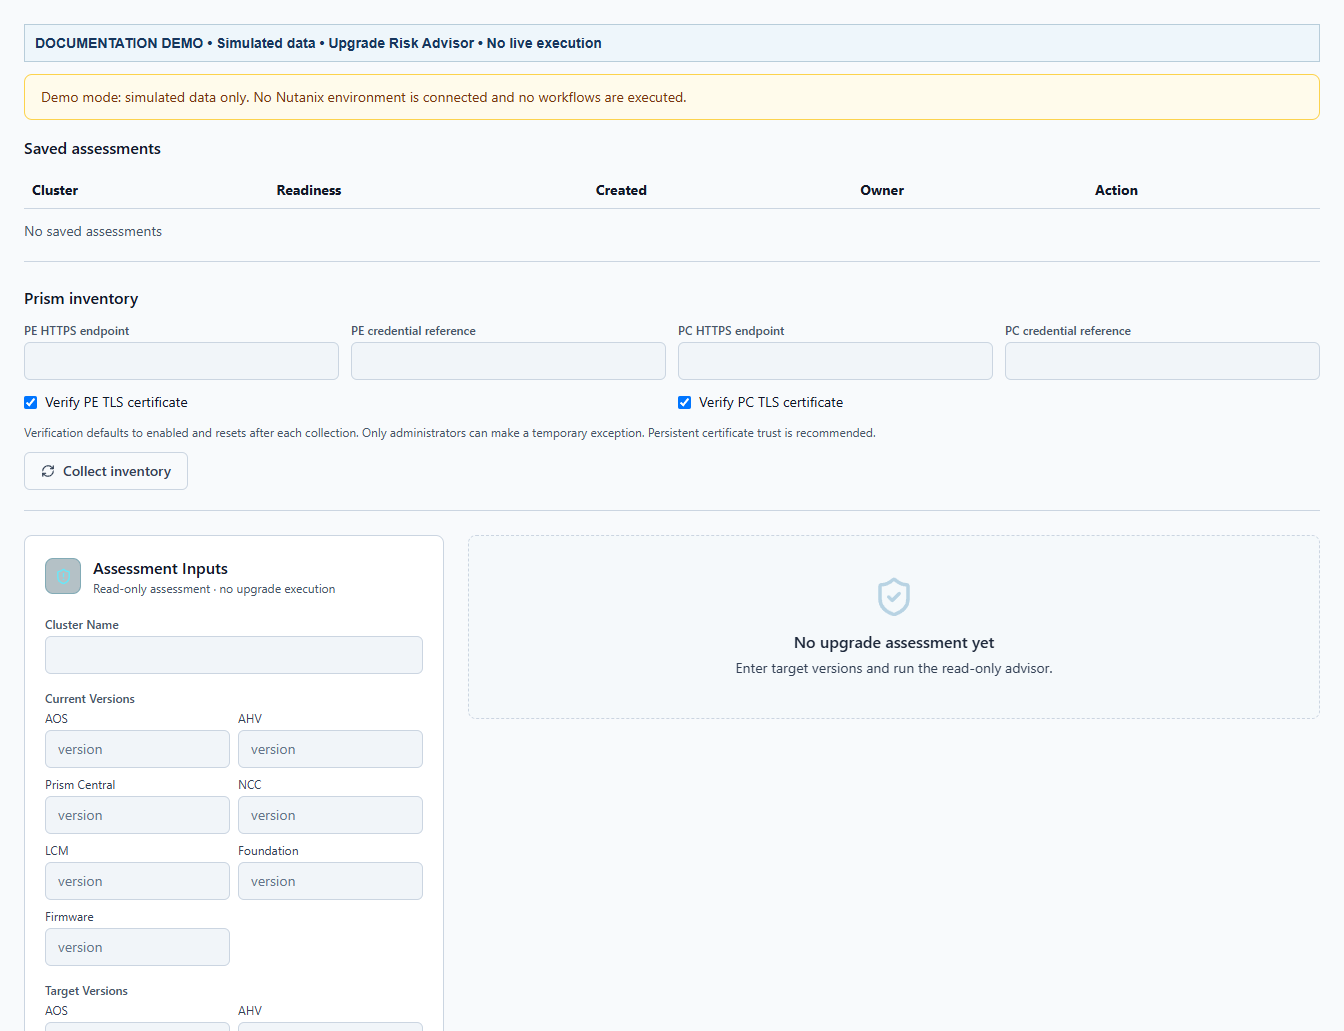 DOCUMENTATION DEMO • Simulated data • Upgrade Risk Advisor • No live execution
Demo mode: simulated data only. No Nutanix environment is connected and no workflows are executed.
Saved assessments
Cluster Readiness Created Owner Action
No saved assessments
Prism inventory
PE HTTPS endpoint PE credential reference PC HTTPS endpoint PC credential reference
Verify PE TLS certificate Verify PC TLS certificate
Verification defaults to enabled and resets after each collection. Only administrators can make a temporary exception. Persistent certificate trust is recommended.
Collect inventory
Assessment Inputs
Read-only assessment · no upgrade execution
Cluster Name
Current Versions
AOS AHV
version version
Prism Central NCC
version version
LCM Foundation
version version
Firmware
version
Target Versions
AOS AHV
No upgrade assessment yet
Enter target versions and run the read-only advisor.